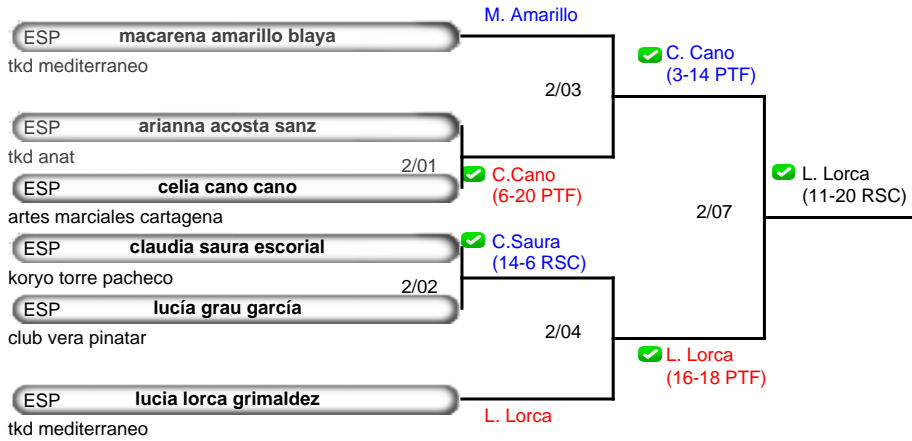 M. Amarillo
ESP macarena amarillo blaya
tkd mediterraneo
C. Cano
(3-14 PTF)
2/03
ESP arianna acosta sanz
tkd anat
2/01
C.Cano
(6-20 PTF)
ESP celia cano cano
artes marciales cartagena
L. Lorca
(11-20 RSC)
2/07
ESP claudia saura escorial
koryo torre pacheco
C.Saura
(14-6 RSC)
2/02
ESP lucía grau garcía
club vera pinatar
2/04
L. Lorca
(16-18 PTF)
ESP lucia lorca grimaldez
tkd mediterraneo
L. Lorca